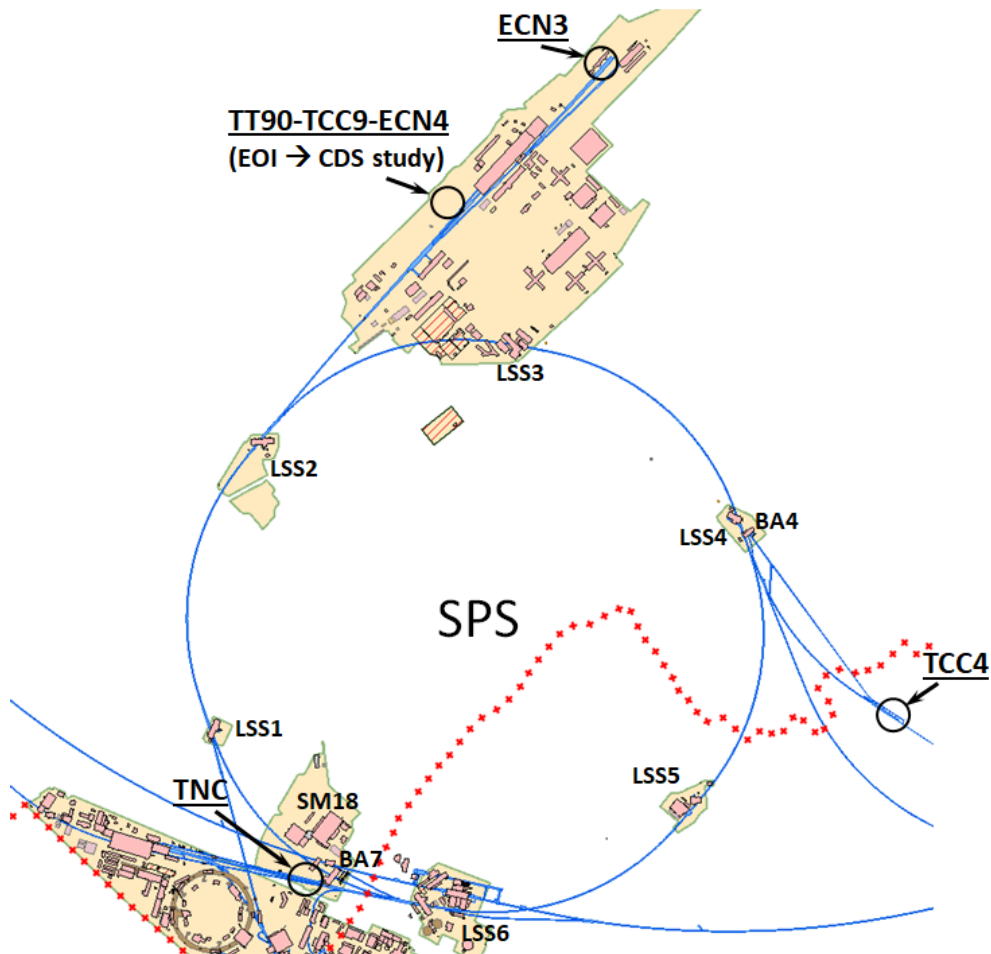 ECN3
TT90-TCC9-ECN4
(EOI → CDS study)
LSS3
LSS2
BA4
LSS4
SPS
TCC4
LSS1
LSS5
TNC
SM18
BA7
LSS6